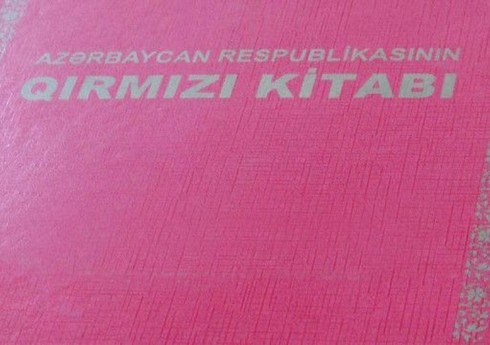 AZƏRBAYCAN RESPUBLİKASININ
QIRMIZI KİTABI